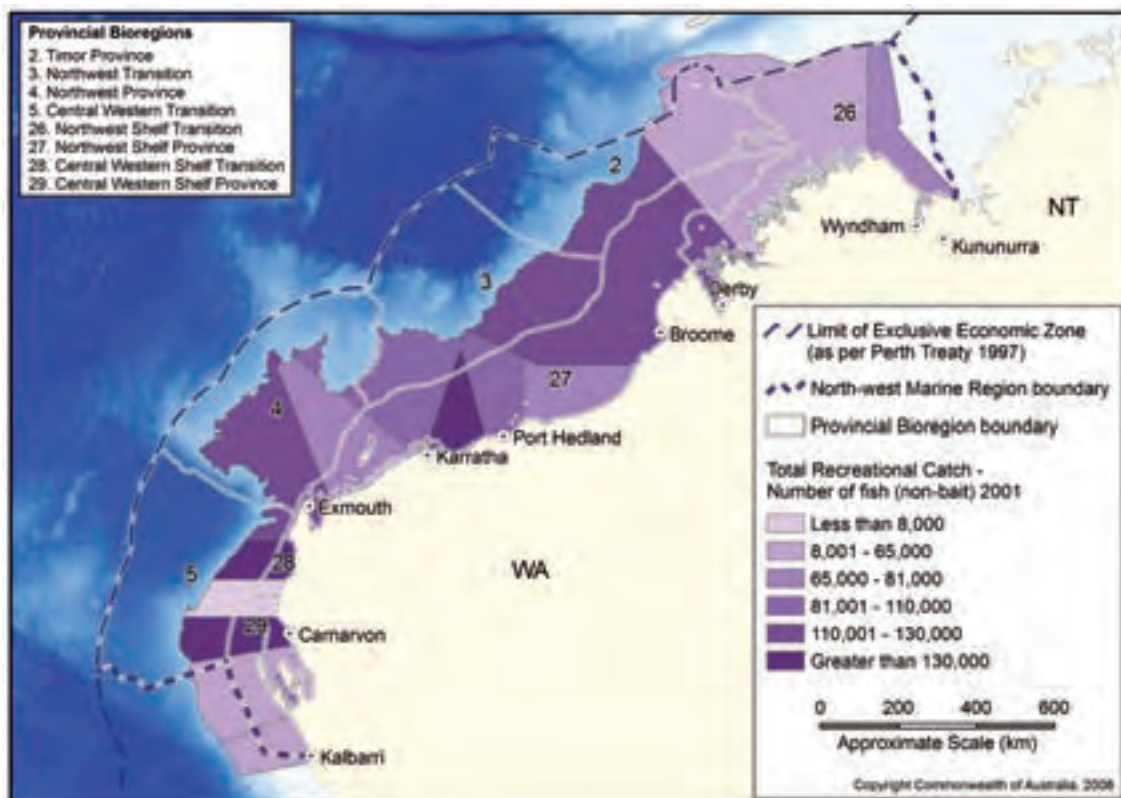 Provincial Bioregions
2. Timor Province
3. Northwest Transition
4. Northwest Province
5. Central Western Transition
26. Northwest Shelf Transition
27. Northwest Shelf Province
28. Central Western Shelf Transition
29. Central Western Shelf Province
26
2
NT
Wyndham
Kununurra
3
Derby
Broome
27
4
Port Hedland
Karratha
Exmouth
WA
28
5
29
Carnarvon
Kalbarri
Limit of Exclusive Economic Zone
(as per Perth Treaty 1997)
North-west Marine Region boundary
Provincial Bioregion boundary
Total Recreational Catch -
Number of fish (non-bait) 2001
Less than 8,000
8,001 - 65,000
65,000 - 81,000
81,001 - 110,000
110,001 - 130,000
Greater than 130,000
0 200 400 600
Approximate Scale (km)
Copyright Commonwealth of Australia, 2008